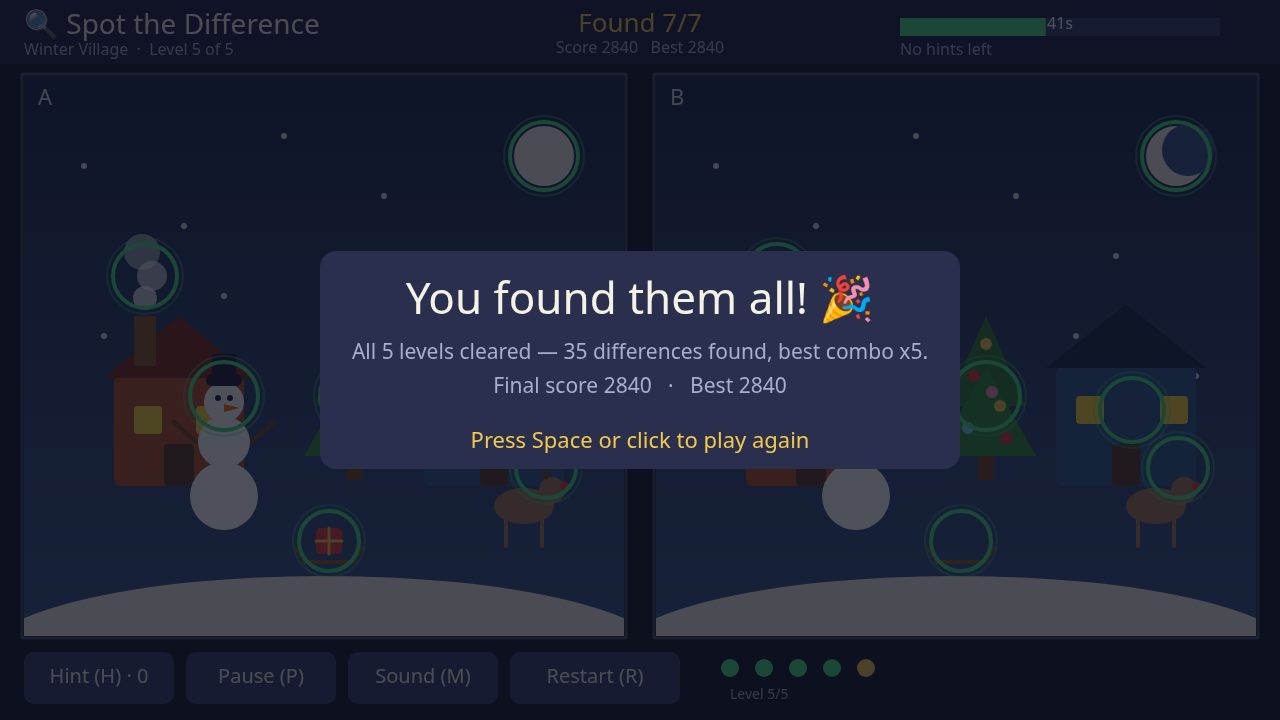 🔍 Spot the Difference
Winter Village · Level 5 of 5
Found 7/7
Score 2840 Best 2840
41s
No hints left
A
B
You found them all! 🎉
All 5 levels cleared — 35 differences found, best combo x5.
Final score 2840 · Best 2840
Press Space or click to play again
Hint (H) · 0
Pause (P)
Sound (M)
Restart (R)
Level 5/5